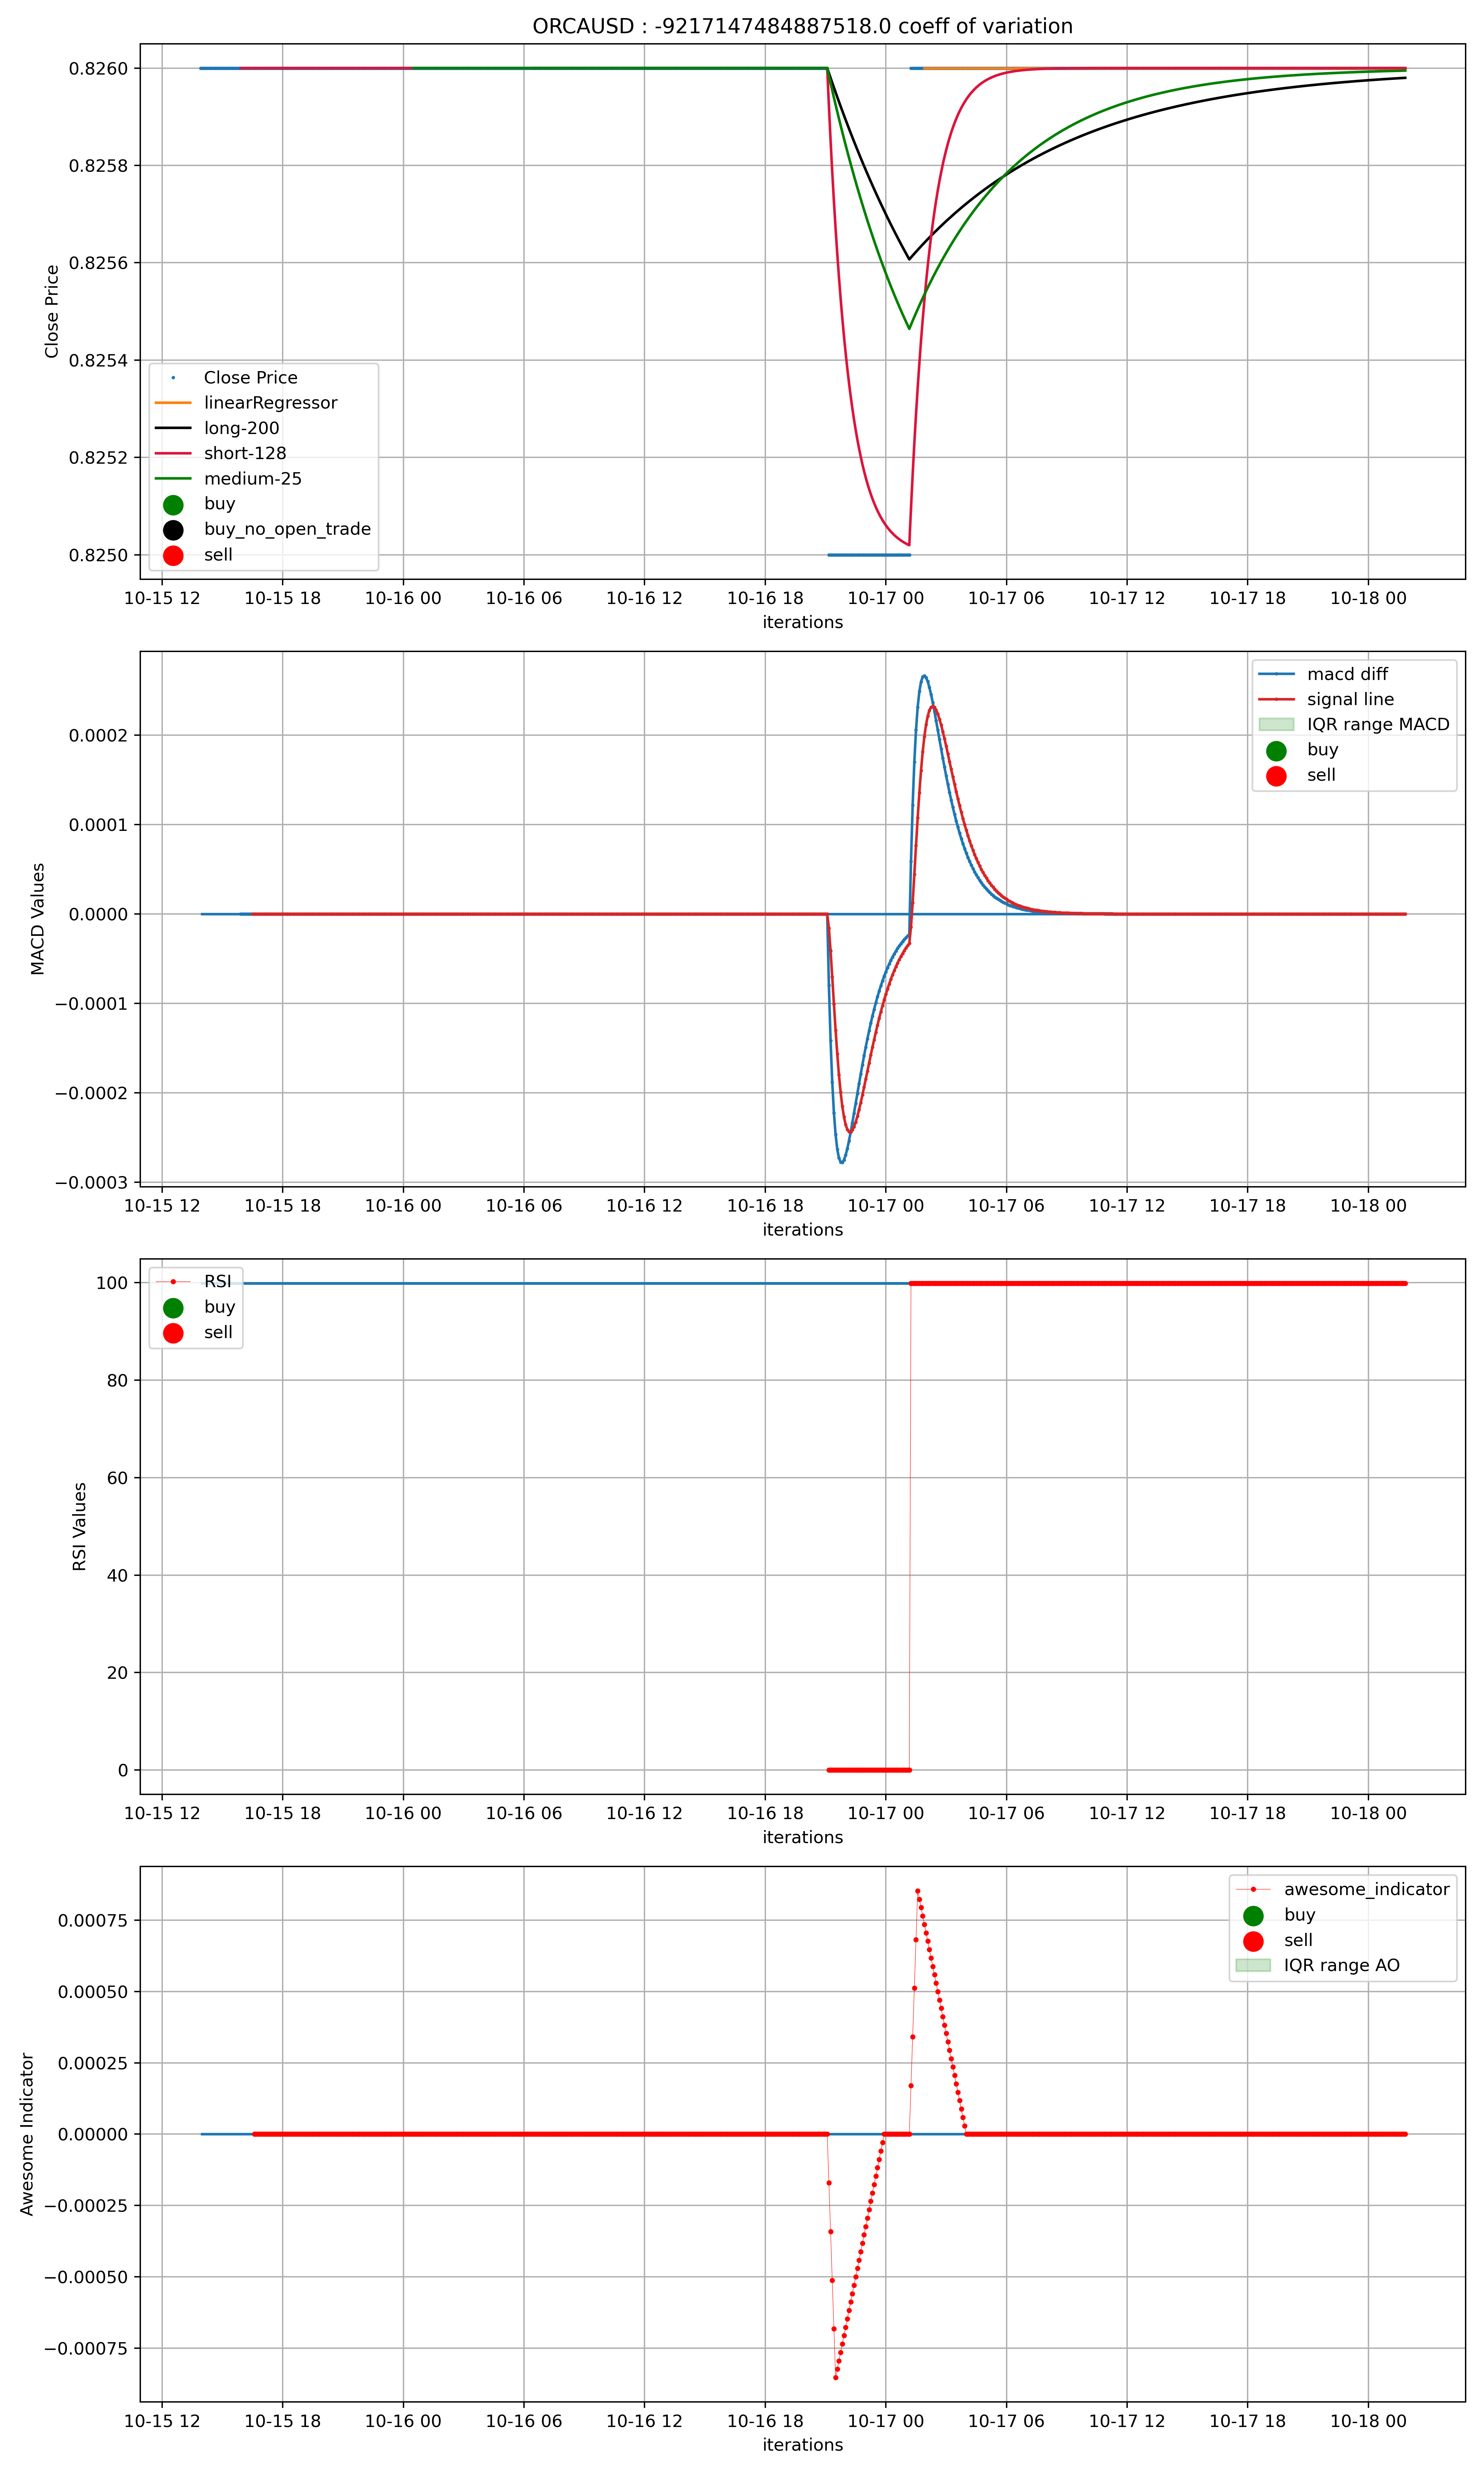 ORCAUSD : -9217147484887518.0 coeff of variation
Close Price
0.8260
0.8258
0.8256
0.8254
0.8252
0.8250
Close Price
linearRegressor
long-200
short-128
medium-25
buy
buy_no_open_trade
sell
10-15 12 10-15 18 10-16 00 10-16 06 10-16 12 10-16 18 10-17 00 10-17 06 10-17 12 10-17 18 10-18 00
iterations
MACD Values
0.0002
0.0001
0.0000
−0.0001
−0.0002
−0.0003
macd diff
signal line
IQR range MACD
buy
sell
10-15 12 10-15 18 10-16 00 10-16 06 10-16 12 10-16 18 10-17 00 10-17 06 10-17 12 10-17 18 10-18 00
iterations
RSI Values
100
80
60
40
20
0
RSI
buy
sell
10-15 12 10-15 18 10-16 00 10-16 06 10-16 12 10-16 18 10-17 00 10-17 06 10-17 12 10-17 18 10-18 00
iterations
Awesome Indicator
0.00075
0.00050
0.00025
0.00000
−0.00025
−0.00050
−0.00075
awesome_indicator
buy
sell
IQR range AO
10-15 12 10-15 18 10-16 00 10-16 06 10-16 12 10-16 18 10-17 00 10-17 06 10-17 12 10-17 18 10-18 00
iterations